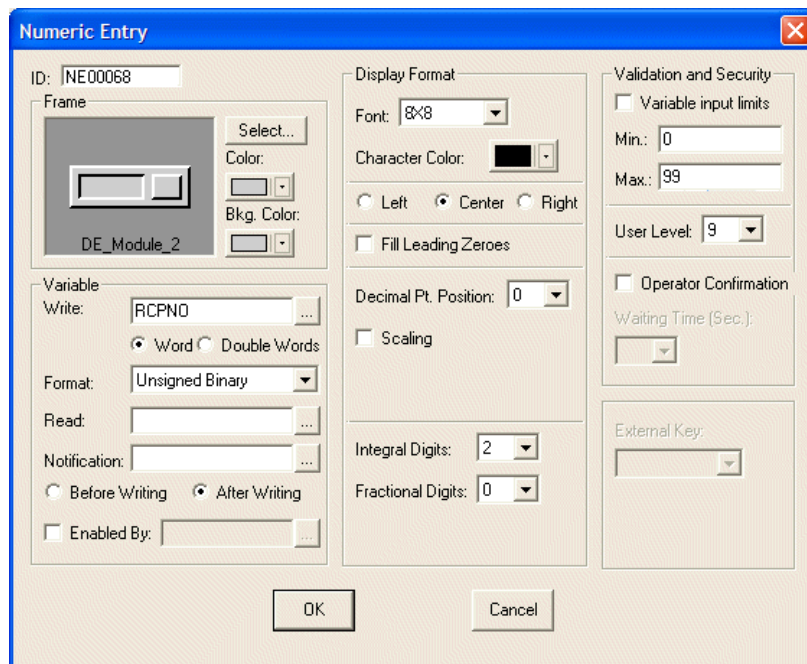 Numeric Entry
ID: NE00068
Frame
Select...
Color:
Bkg. Color:
DE_Module_2
Variable
Write: RCPNO ...
Word Double Words
Format: Unsigned Binary
Read: ...
Notification: ...
Before Writing After Writing
Enabled By: ...
Display Format
Font: 8X8
Character Color:
Left Center Right
Fill Leading Zeroes
Decimal Pt. Position: 0
Scaling
Integral Digits: 2
Fractional Digits: 0
Validation and Security
Variable input limits
Min.: 0
Max.: 99
User Level: 9
Operator Confirmation
Waiting Time (Sec.):
External Key:
OK Cancel